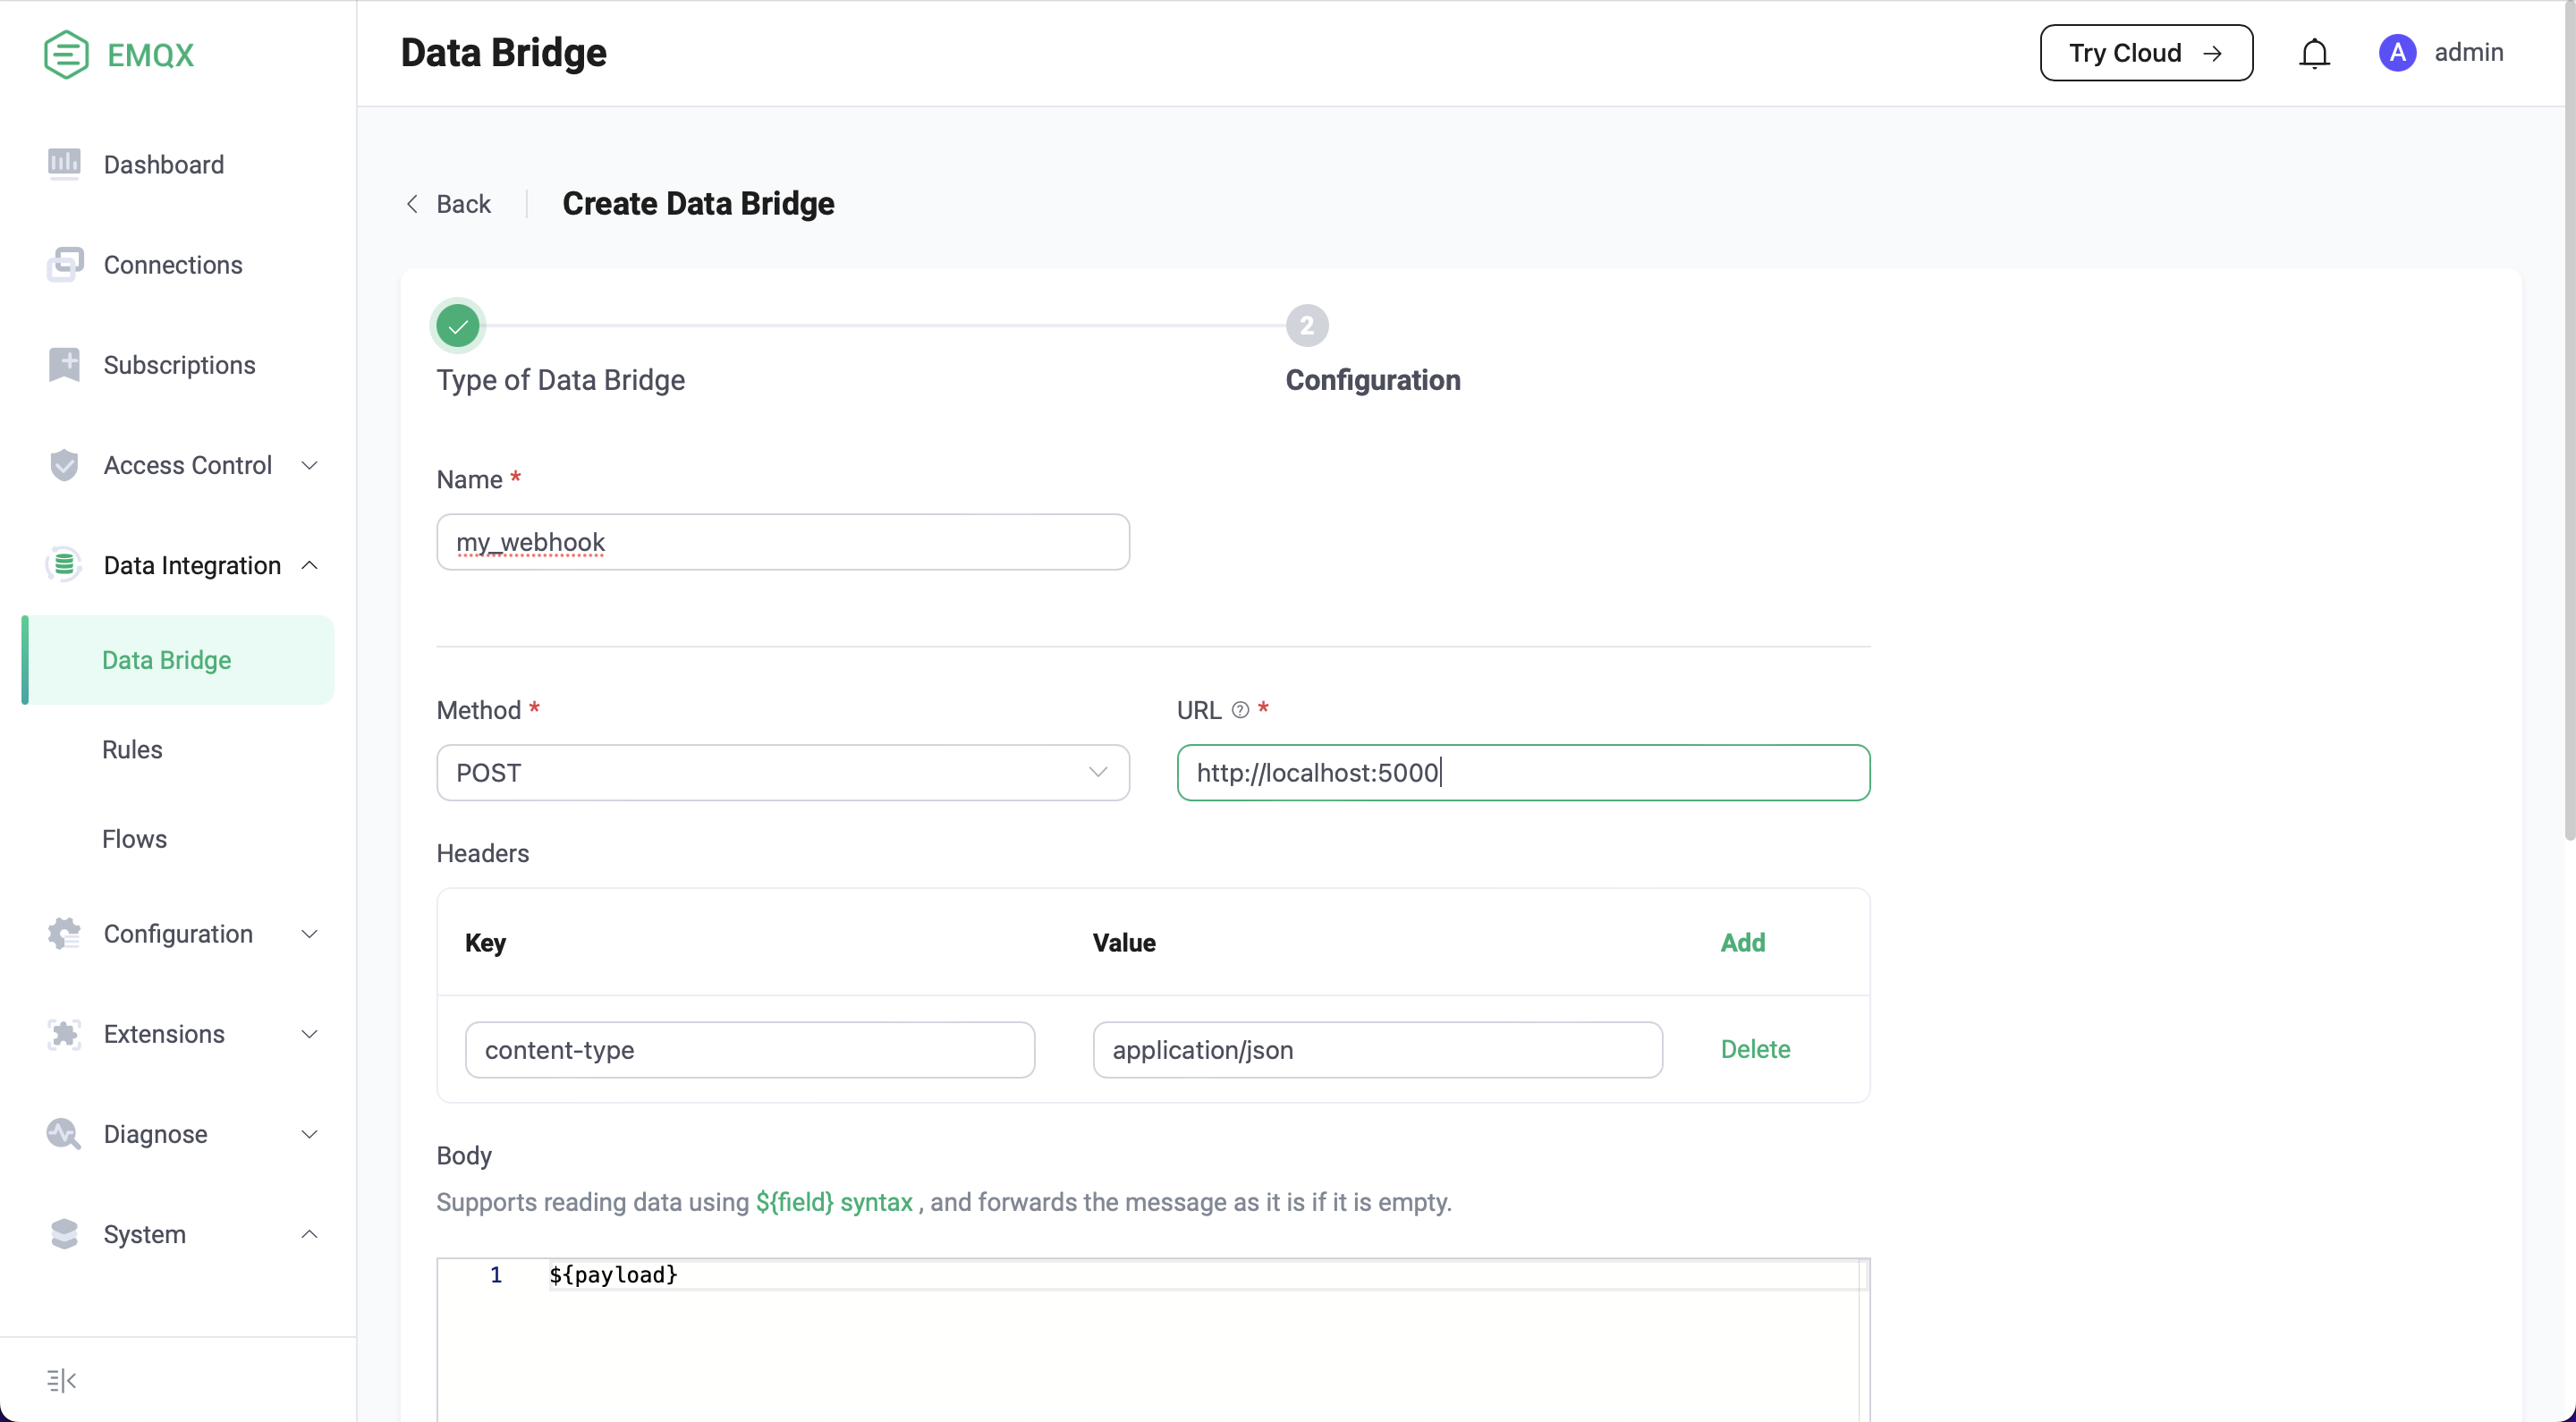 EMQX
Dashboard
Connections
Subscriptions
Access Control
Data Integration
Data Bridge
Rules
Flows
Configuration
Extensions
Diagnose
System
Data Bridge
Try Cloud →
A admin
Back
Create Data Bridge
2
Type of Data Bridge
Configuration
Name *
my_webhook
Method *
URL ? *
POST
http://localhost:5000
Headers
Key Value Add
content-type application/json Delete
Body
Supports reading data using ${field} syntax , and forwards the message as it is if it is empty.
1 ${payload}